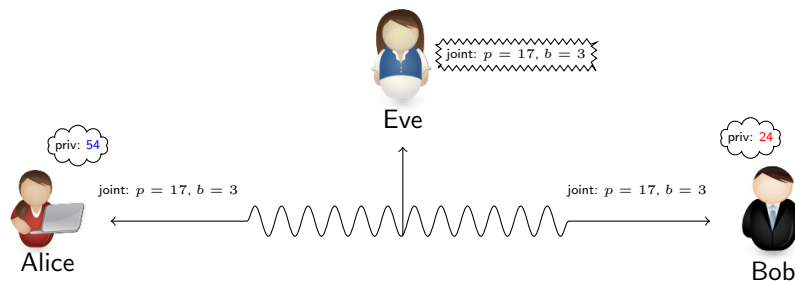 joint: p = 17, b = 3
Eve
priv: 54
priv: 24
joint: p = 17, b = 3
joint: p = 17, b = 3
Alice
Bob